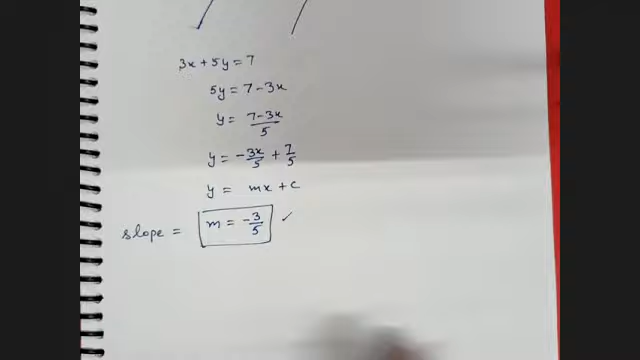 3x + 5y = 7
5y = 7 - 3x
y = (7 - 3x)/5
y = -3x/5 + 7/5
y = mx + c
slope = m = -3/5 ✓